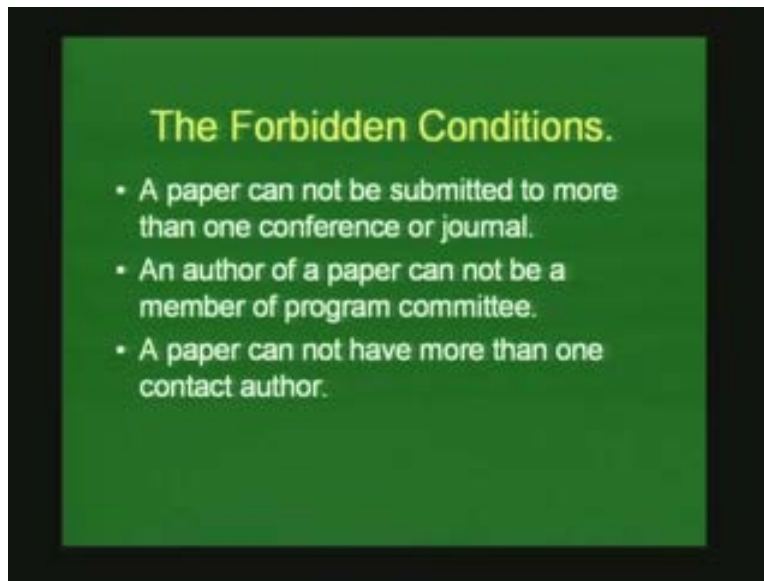 The Forbidden Conditions.
• A paper can not be submitted to more
than one conference or journal.
• An author of a paper can not be a
member of program committee.
• A paper can not have more than one
contact author.